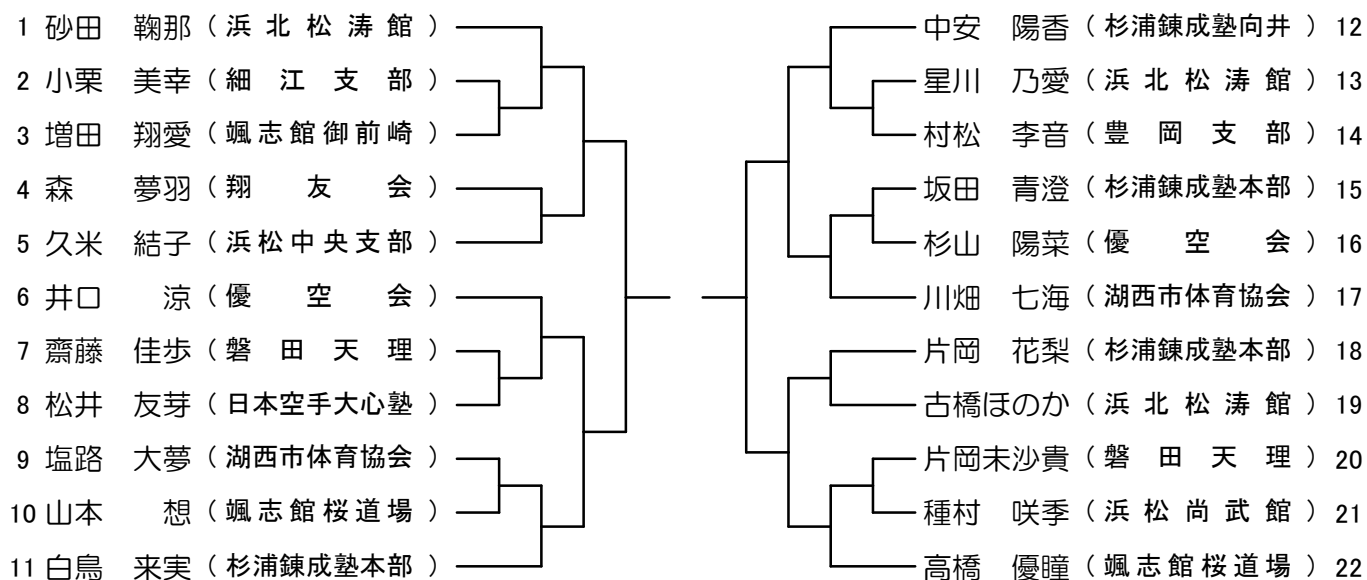 1 砂田 鞠那 ( 浜北松涛館 )
2 小栗 美幸 ( 細江支部 )
3 増田 翔愛 ( 颯志館御前崎 )
4 森 夢羽 ( 翔友会 )
5 久米 結子 ( 浜松中央支部 )
6 井口 涼 ( 優空会 )
7 齋藤 佳歩 ( 磐田天理 )
8 松井 友芽 ( 日本空手大心塾 )
9 塩路 大夢 ( 湖西市体育協会 )
10 山本 想 ( 颯志館桜道場 )
11 白鳥 来実 ( 杉浦錬成塾本部 )
中安 陽香 ( 杉浦錬成塾向井 ) 12
星川 乃愛 ( 浜北松涛館 ) 13
村松 李音 ( 豊岡支部 ) 14
坂田 青澄 ( 杉浦錬成塾本部 ) 15
杉山 陽菜 ( 優空会 ) 16
川畑 七海 ( 湖西市体育協会 ) 17
片岡 花梨 ( 杉浦錬成塾本部 ) 18
古橋ほのか ( 浜北松涛館 ) 19
片岡未沙貴 ( 磐田天理 ) 20
種村 咲季 ( 浜松尚武館 ) 21
高橋 優瞳 ( 颯志館桜道場 ) 22